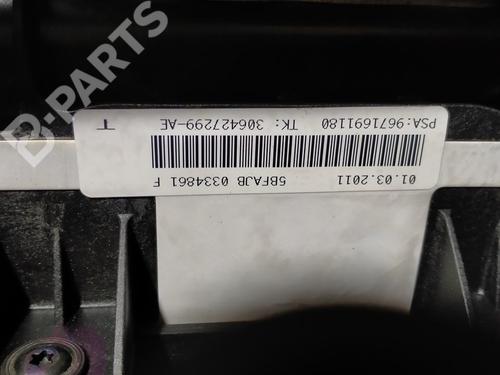 B-PARTS
01.03.2011 5BFAJB 0334861 F
PSA:9671691180 TK: 306427299-AE T